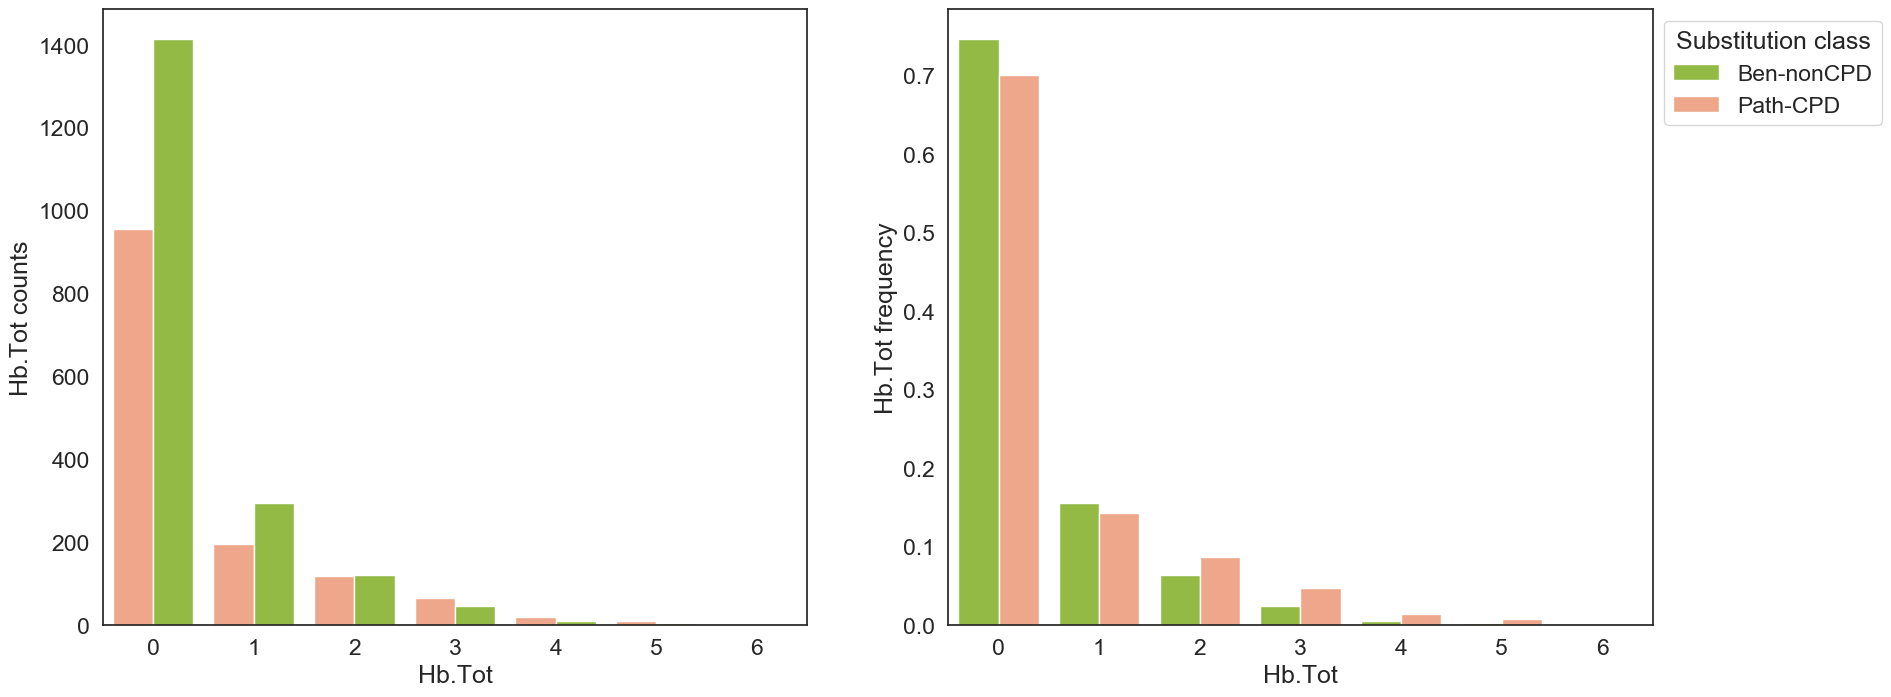 Hb.Tot counts
1400
1200
1000
800
600
400
200
0
0 1 2 3 4 5 6
Hb.Tot
Hb.Tot frequency
0.7
0.6
0.5
0.4
0.3
0.2
0.1
0.0
0 1 2 3 4 5 6
Hb.Tot
Substitution class
Ben-nonCPD
Path-CPD